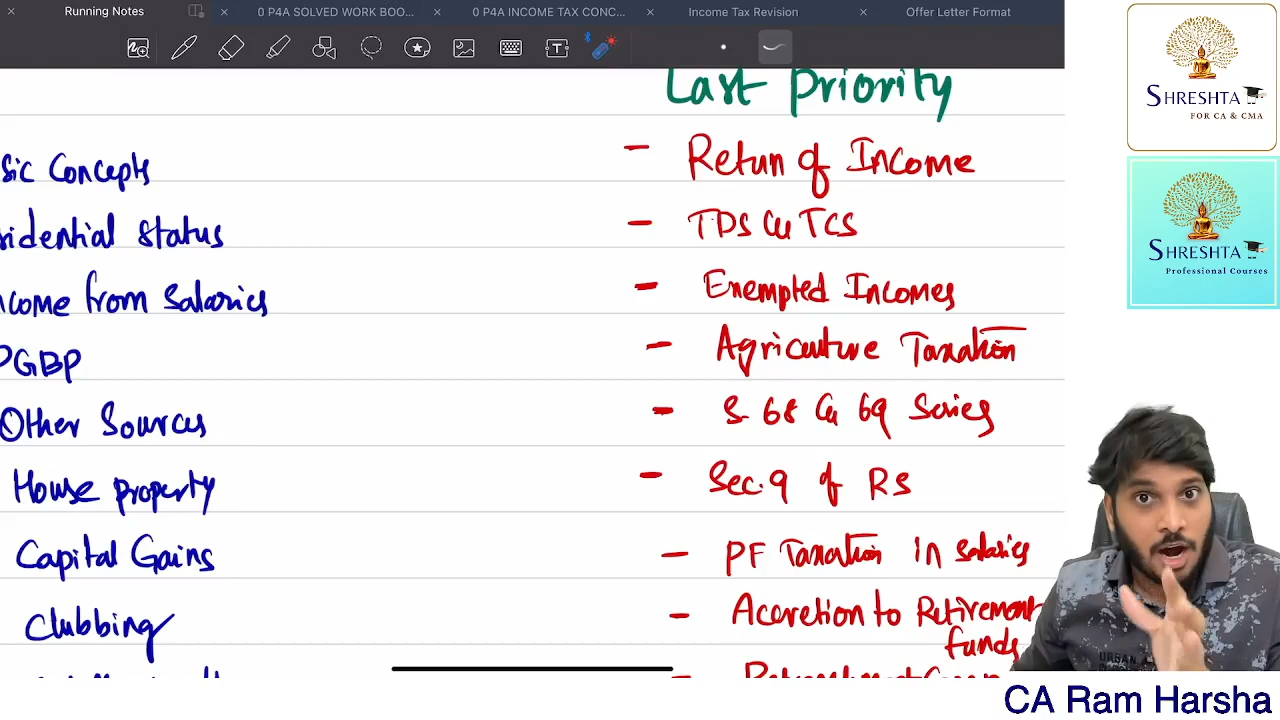 Running Notes
0 P4A SOLVED WORK BOO...
0 P4A INCOME TAX CONC...
Income Tax Revision
Offer Letter Format
Last Priority
sic Concepts
sidential Status
ncome from Salaries
PGBP
Other Sources
House property
Capital Gains
Clubbing
- Retun of Income
- TDS & TCS
- Exempted Incomes
- Agriculture Taxation
- S-68 & 69 Series
- Sec.9 of RS
- PF Taxation in Salaries
- Accretion to Retirement
funds
SHRESHTA
FOR CA & CMA
SHRESHTA
Professional Courses
URBAN
CA Ram Harsha